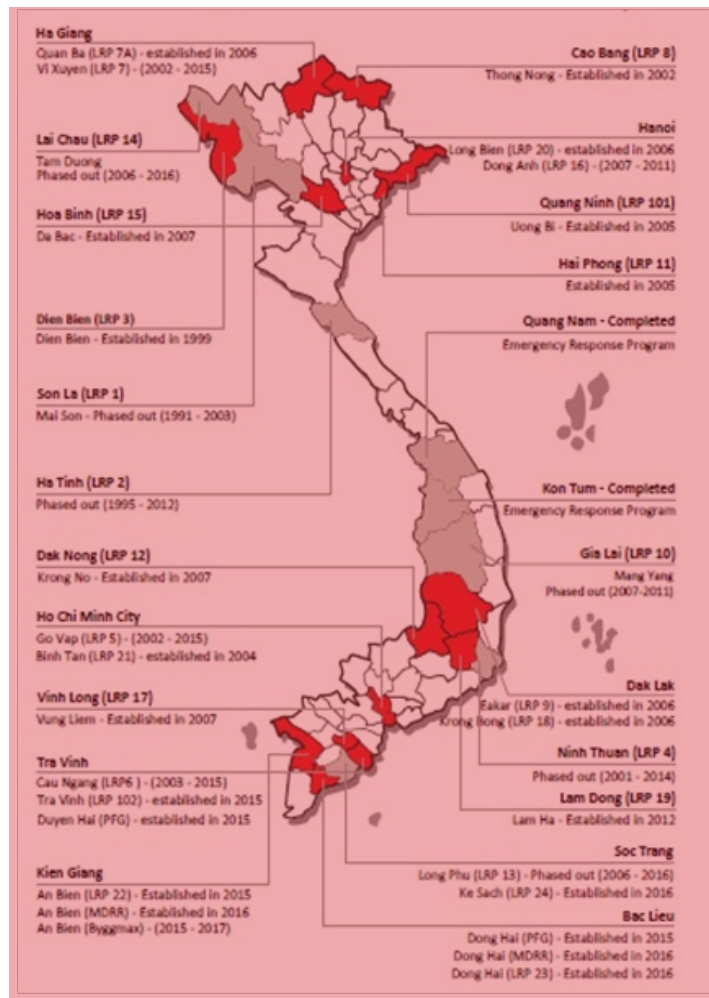 Ha Giang
Quan Ba (LRP 7A) - established in 2006
Vi Xuyen (LRP 7) - (2002 - 2015)
Lai Chau (LRP 14)
Tam Duong
Phased out (2006 - 2016)
Hoa Binh (LRP 15)
Da Bac - Established in 2007
Dien Bien (LRP 3)
Dien Bien - Established in 1999
Son La (LRP 1)
Mai Son - Phased out (1991 - 2003)
Ha Tinh (LRP 2)
Phased out (1995 - 2012)
Dak Nong (LRP 12)
Krong No - Established in 2007
Ho Chi Minh City
Go Vap (LRP 5) - (2002 - 2015)
Binh Tan (LRP 21) - established in 2004
Vinh Long (LRP 17)
Vung Liem - Established in 2007
Tra Vinh
Cau Ngang (LRP6 ) - (2003 - 2015)
Tra Vinh (LRP 102) - established in 2015
Duyen Hai (PFG) - established in 2015
Kien Giang
An Bien (LRP 22) - Established in 2015
An Bien (MDRR) - Established in 2016
An Bien (Byggmax) - (2015 - 2017)
Cao Bang (LRP 8)
Thong Nong - Established in 2002
Hanoi
Long Bien (LRP 20) - established in 2006
Dong Anh (LRP 16) - (2007 - 2011)
Quang Ninh (LRP 101)
Uong Bi - Established in 2005
Hai Phong (LRP 11)
Established in 2005
Quang Nam - Completed
Emergency Response Program
Kon Tum - Completed
Emergency Response Program
Gia Lai (LRP 10)
Mang Yang
Phased out (2007-2011)
Dak Lak
Eakar (LRP 9) - established in 2006
Krong Bong (LRP 18) - established in 2006
Ninh Thuan (LRP 4)
Phased out (2001 - 2014)
Lam Dong (LRP 19)
Lam Ha - Established in 2012
Soc Trang
Long Phu (LRP 13) - Phased out (2006 - 2016)
Ke Sach (LRP 24) - Established in 2016
Bac Lieu
Dong Hai (PFG) - Established in 2015
Dong Hai (MDRR) - Established in 2016
Dong Hai (LRP 23) - Established in 2016